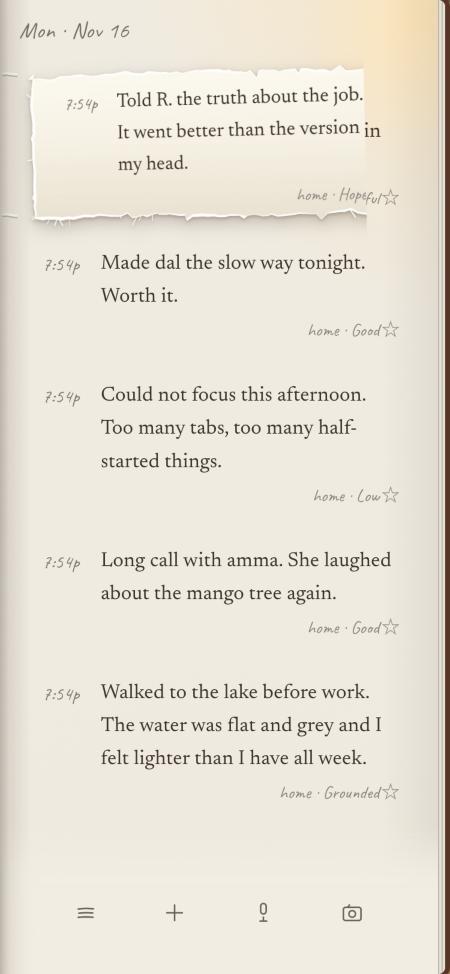 Mon · Nov 16
7:54p Told R. the truth about the job.
It went better than the version in
my head.
home · Hopeful
7:54p Made dal the slow way tonight.
Worth it.
home · Good
7:54p Could not focus this afternoon.
Too many tabs, too many half-
started things.
home · Low
7:54p Long call with amma. She laughed
about the mango tree again.
home · Good
7:54p Walked to the lake before work.
The water was flat and grey and I
felt lighter than I have all week.
home · Grounded